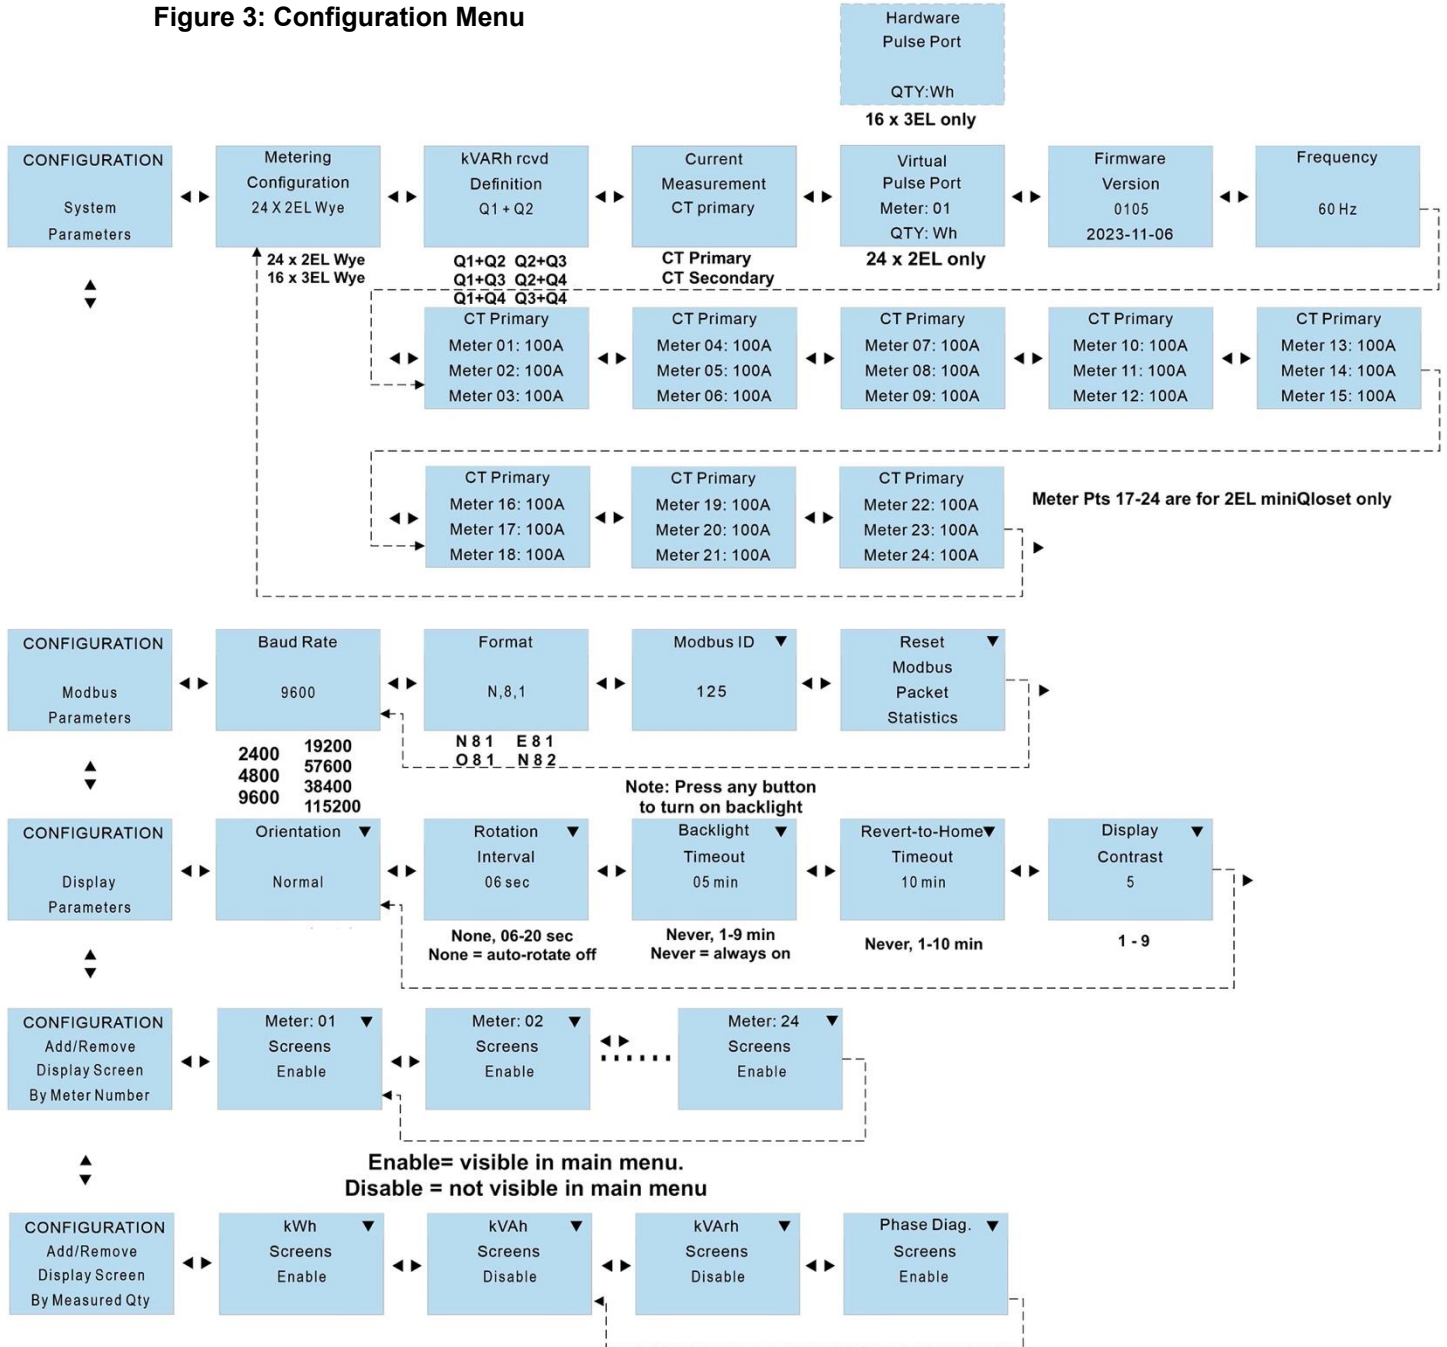 Figure 3: Configuration Menu
Hardware
Pulse Port
QTY:Wh
16 x 3EL only
CONFIGURATION
System
Parameters
Metering
Configuration
24 X 2EL Wye
24 x 2EL Wye
16 x 3EL Wye
kVARh rcvd
Definition
Q1 + Q2
Q1+Q2 Q2+Q3
Q1+Q3 Q2+Q4
Q1+Q4 Q3+Q4
Current
Measurement
CT primary
CT Primary
CT Secondary
Virtual
Pulse Port
Meter: 01
QTY: Wh
24 x 2EL only
Firmware
Version
0105
2023-11-06
Frequency
60 Hz
CT Primary
Meter 01: 100A
Meter 02: 100A
Meter 03: 100A
CT Primary
Meter 04: 100A
Meter 05: 100A
Meter 06: 100A
CT Primary
Meter 07: 100A
Meter 08: 100A
Meter 09: 100A
CT Primary
Meter 10: 100A
Meter 11: 100A
Meter 12: 100A
CT Primary
Meter 13: 100A
Meter 14: 100A
Meter 15: 100A
CT Primary
Meter 16: 100A
Meter 17: 100A
Meter 18: 100A
CT Primary
Meter 19: 100A
Meter 20: 100A
Meter 21: 100A
CT Primary
Meter 22: 100A
Meter 23: 100A
Meter 24: 100A
Meter Pts 17-24 are for 2EL miniQloset only
CONFIGURATION
Modbus
Parameters
Baud Rate
9600
2400
4800
9600
19200
57600
38400
115200
Format
N,8,1
N 8 1 E 8 1
O 8 1 N 8 2
Modbus ID
125
Reset
Modbus
Packet
Statistics
Note: Press any button
to turn on backlight
CONFIGURATION
Display
Parameters
Orientation
Normal
Rotation
Interval
06 sec
None, 06-20 sec
None = auto-rotate off
Backlight
Timeout
05 min
Never, 1-9 min
Never = always on
Revert-to-Home
Timeout
10 min
Never, 1-10 min
Display
Contrast
5
1 - 9
CONFIGURATION
Add/Remove
Display Screen
By Meter Number
Meter: 01
Screens
Enable
Meter: 02
Screens
Enable
Meter: 24
Screens
Enable
Enable= visible in main menu.
Disable = not visible in main menu
CONFIGURATION
Add/Remove
Display Screen
By Measured Qty
kWh
Screens
Enable
kVAh
Screens
Disable
kVArh
Screens
Disable
Phase Diag.
Screens
Enable